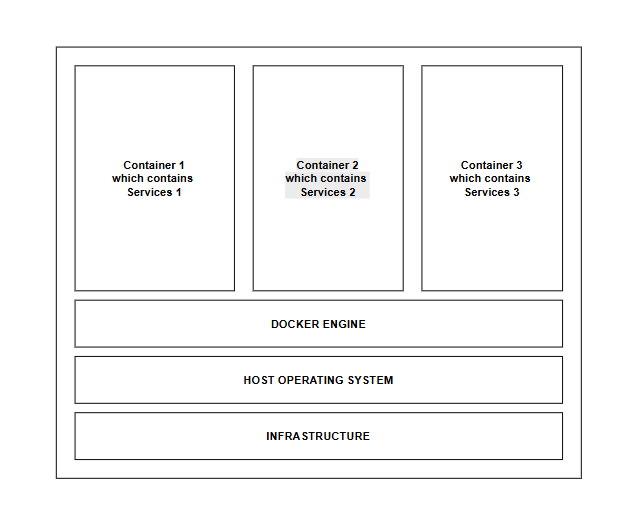 Container 1
which contains
Services 1
Container 2
which contains
Services 2
Container 3
which contains
Services 3
DOCKER ENGINE
HOST OPERATING SYSTEM
INFRASTRUCTURE